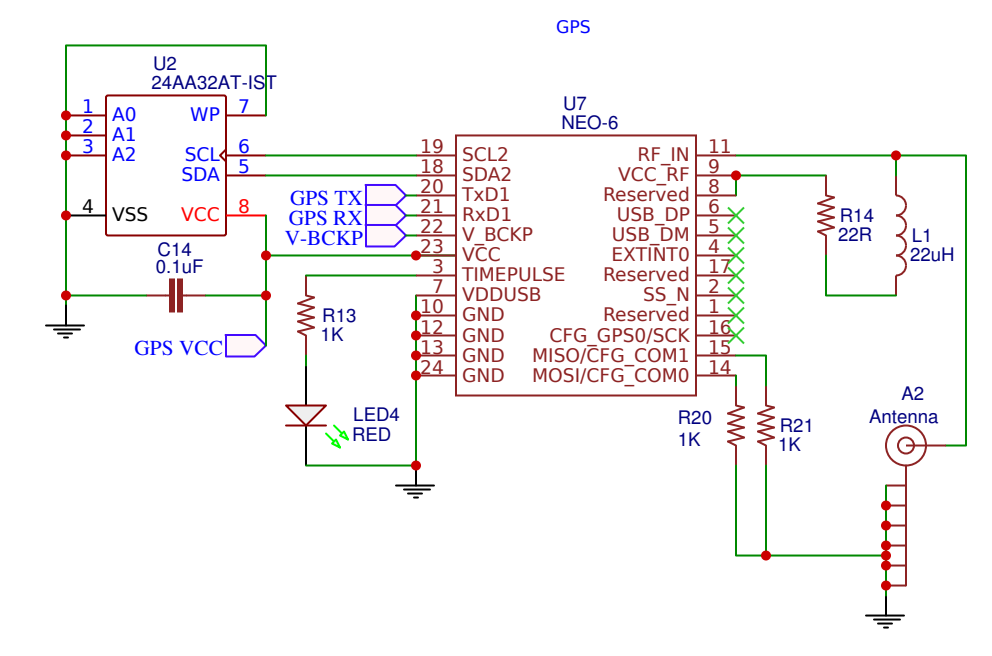 GPS
U2
24AA32AT-IST
1 A0 WP 7
2 A1
3 A2 SCL 6
SDA 5
4 VSS VCC 8
C14
0.1uF
GPS VCC
GPS TX
GPS RX
V-BCKP
U7
NEO-6
19 SCL2 RF_IN 11
18 SDA2 VCC_RF 9
20 TxD1 Reserved 8
21 RxD1 USB_DP 6
22 V_BCKP USB_DM 5
23 VCC EXTINT0 4
3 TIMEPULSE Reserved 17
7 VDDUSB SS_N 2
10 GND Reserved 1
12 GND CFG_GPS0/SCK 16
13 GND MISO/CFG_COM1 15
24 GND MOSI/CFG_COM0 14
R13
1K
LED4
RED
R14
22R
L1
22uH
R20
1K
R21
1K
A2
Antenna